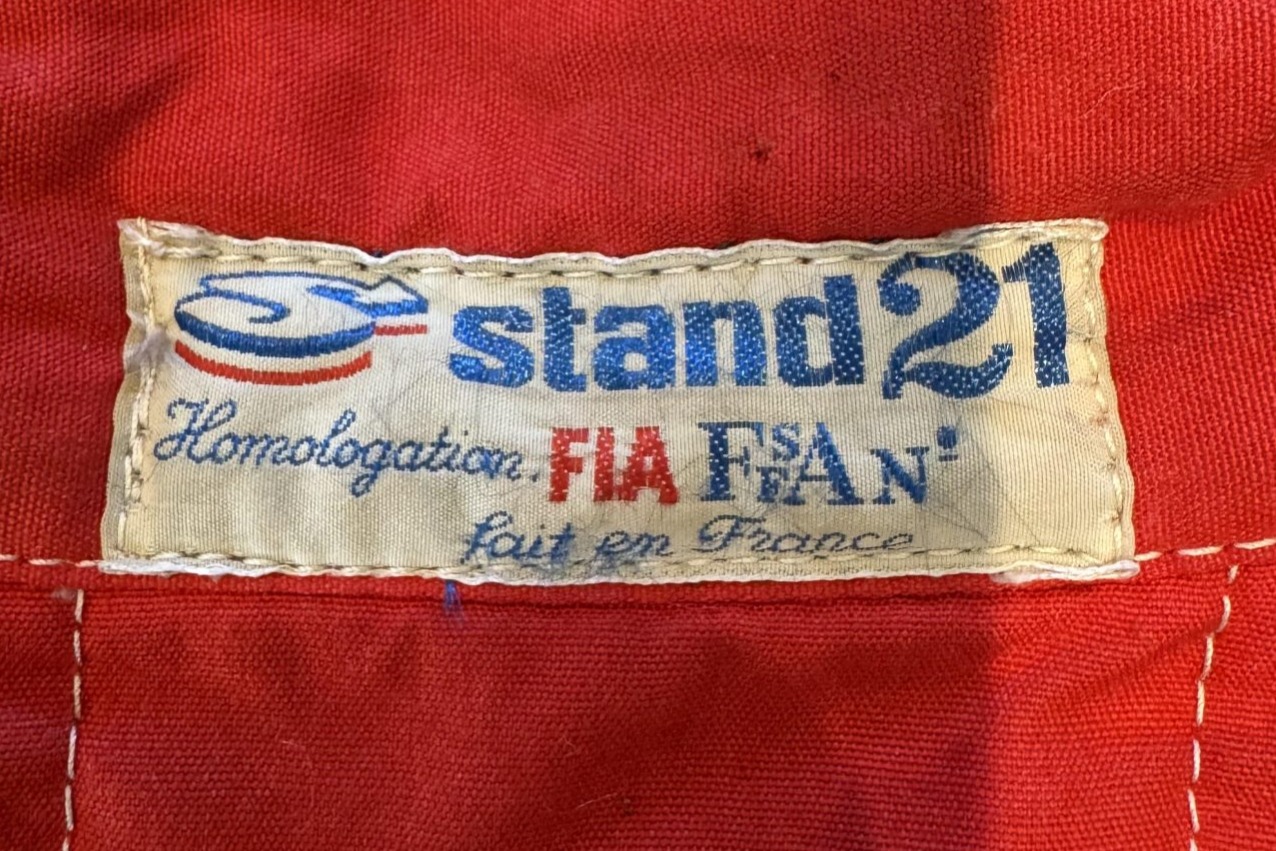 stand21
Homologation. FIA FFSA N°
fait en France